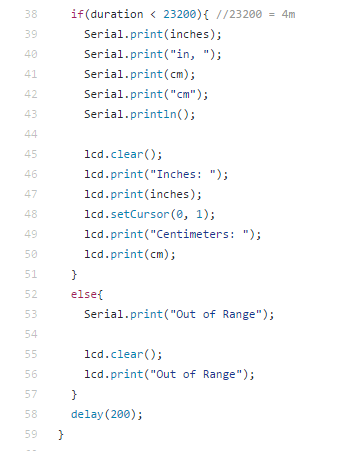 38 if(duration < 23200){ //23200 = 4m
39 Serial.print(inches);
40 Serial.print("in, ");
41 Serial.print(cm);
42 Serial.print("cm");
43 Serial.println();
44
45 lcd.clear();
46 lcd.print("Inches: ");
47 lcd.print(inches);
48 lcd.setCursor(0, 1);
49 lcd.print("Centimeters: ");
50 lcd.print(cm);
51 }
52 else{
53 Serial.print("Out of Range");
54
55 lcd.clear();
56 lcd.print("Out of Range");
57 }
58 delay(200);
59 }